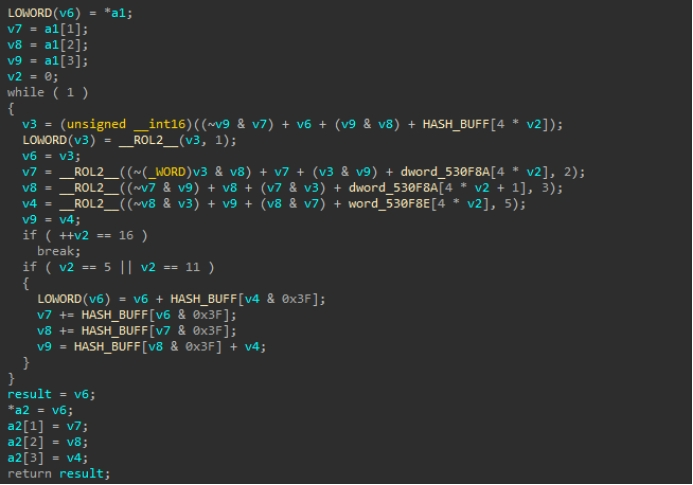 LOWORD(v6) = *a1;
v7 = a1[1];
v8 = a1[2];
v9 = a1[3];
v2 = 0;
while ( 1 )
{
v3 = (unsigned __int16)((~v9 & v7) + v6 + (v9 & v8) + HASH_BUFF[4 * v2]);
LOWORD(v3) = __ROL2__(v3, 1);
v6 = v3;
v7 = __ROL2__((~(_WORD)v3 & v8) + v7 + (v3 & v9) + dword_530F8A[4 * v2], 2);
v8 = __ROL2__((~v7 & v9) + v8 + (v7 & v3) + dword_530F8A[4 * v2 + 1], 3);
v4 = __ROL2__((~v8 & v3) + v9 + (v8 & v7) + word_530F8E[4 * v2], 5);
v9 = v4;
if ( ++v2 == 16 )
break;
if ( v2 == 5 || v2 == 11 )
{
LOWORD(v6) = v6 + HASH_BUFF[v4 & 0x3F];
v7 += HASH_BUFF[v6 & 0x3F];
v8 += HASH_BUFF[v7 & 0x3F];
v9 = HASH_BUFF[v8 & 0x3F] + v4;
}
}
result = v6;
*a2 = v6;
a2[1] = v7;
a2[2] = v8;
a2[3] = v4;
return result;